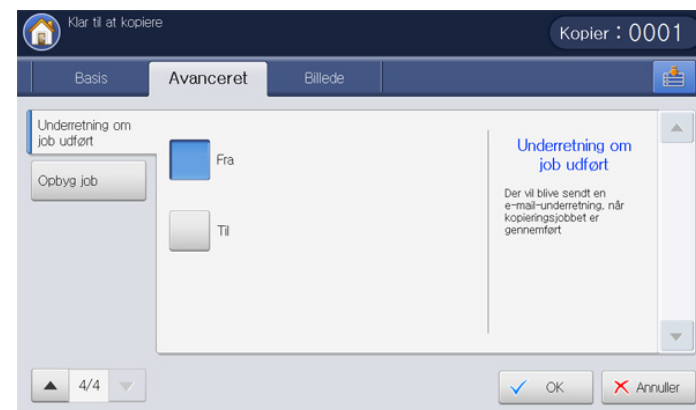 Klar til at kopiere
Kopier : 0001
Basis
Avanceret
Billede
Underretning om
job udført
Opbyg job
Fra
Til
Underretning om
job udført
Der vil blive sendt en
e-mail-underretning, når
kopieringsjobbet er
gennemført
4/4
OK
Annuller